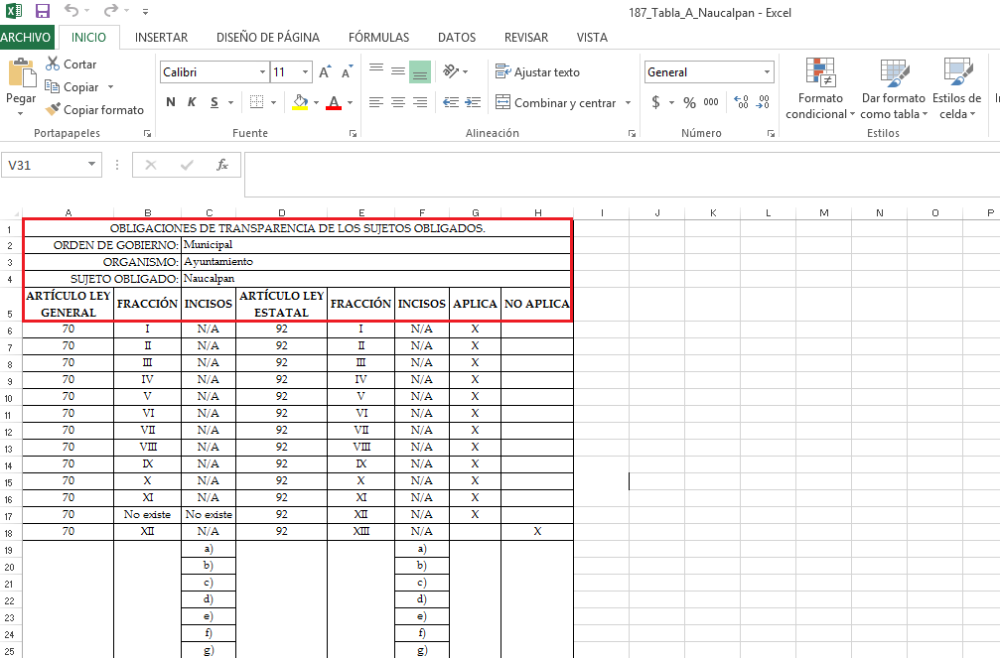 187_Tabla_A_Naucalpan - Excel
ARCHIVO INICIO INSERTAR DISEÑO DE PÁGINA FÓRMULAS DATOS REVISAR VISTA
Pegar
Cortar
Copiar
Copiar formato
Portapapeles
Calibri 11
N K S A
Fuente
Ajustar texto
Combinar y centrar
Alineación
General
$ % 000
Número
Formato condicional
Dar formato como tabla
Estilos de celda
Estilos
V31 fx
A B C D E F G H I J K L M N O P
1 OBLIGACIONES DE TRANSPARENCIA DE LOS SUJETOS OBLIGADOS.
2 ORDEN DE GOBIERNO: Municipal
3 ORGANISMO: Ayuntamiento
4 SUJETO OBLIGADO: Naucalpan
5 ARTÍCULO LEY GENERAL FRACCIÓN INCISOS ARTÍCULO LEY ESTATAL FRACCIÓN INCISOS APLICA NO APLICA
6 70 I N/A 92 I N/A X
7 70 II N/A 92 II N/A X
8 70 III N/A 92 III N/A X
9 70 IV N/A 92 IV N/A X
10 70 V N/A 92 V N/A X
11 70 VI N/A 92 VI N/A X
12 70 VII N/A 92 VII N/A X
13 70 VIII N/A 92 VIII N/A X
14 70 IX N/A 92 IX N/A X
15 70 X N/A 92 X N/A X
16 70 XI N/A 92 XI N/A X
17 70 No existe No existe 92 XII N/A X
18 70 XII N/A 92 XIII N/A X
19 a) a)
20 b) b)
21 c) c)
22 d) d)
23 e) e)
24 f) f)
25 g) g)